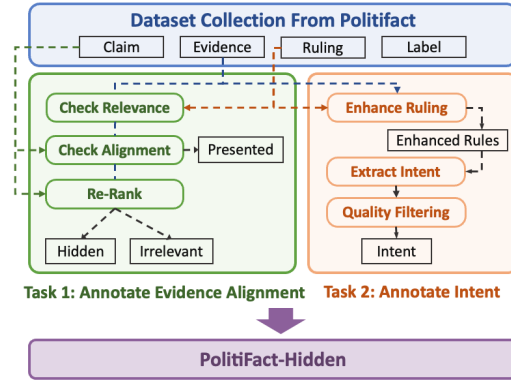 Dataset Collection From Politifact
Claim
Evidence
Ruling
Label
Check Relevance
Check Alignment
Presented
Re-Rank
Hidden
Irrelevant
Enhance Ruling
Enhanced Rules
Extract Intent
Quality Filtering
Intent
Task 1: Annotate Evidence Alignment
Task 2: Annotate Intent
PolitiFact-Hidden